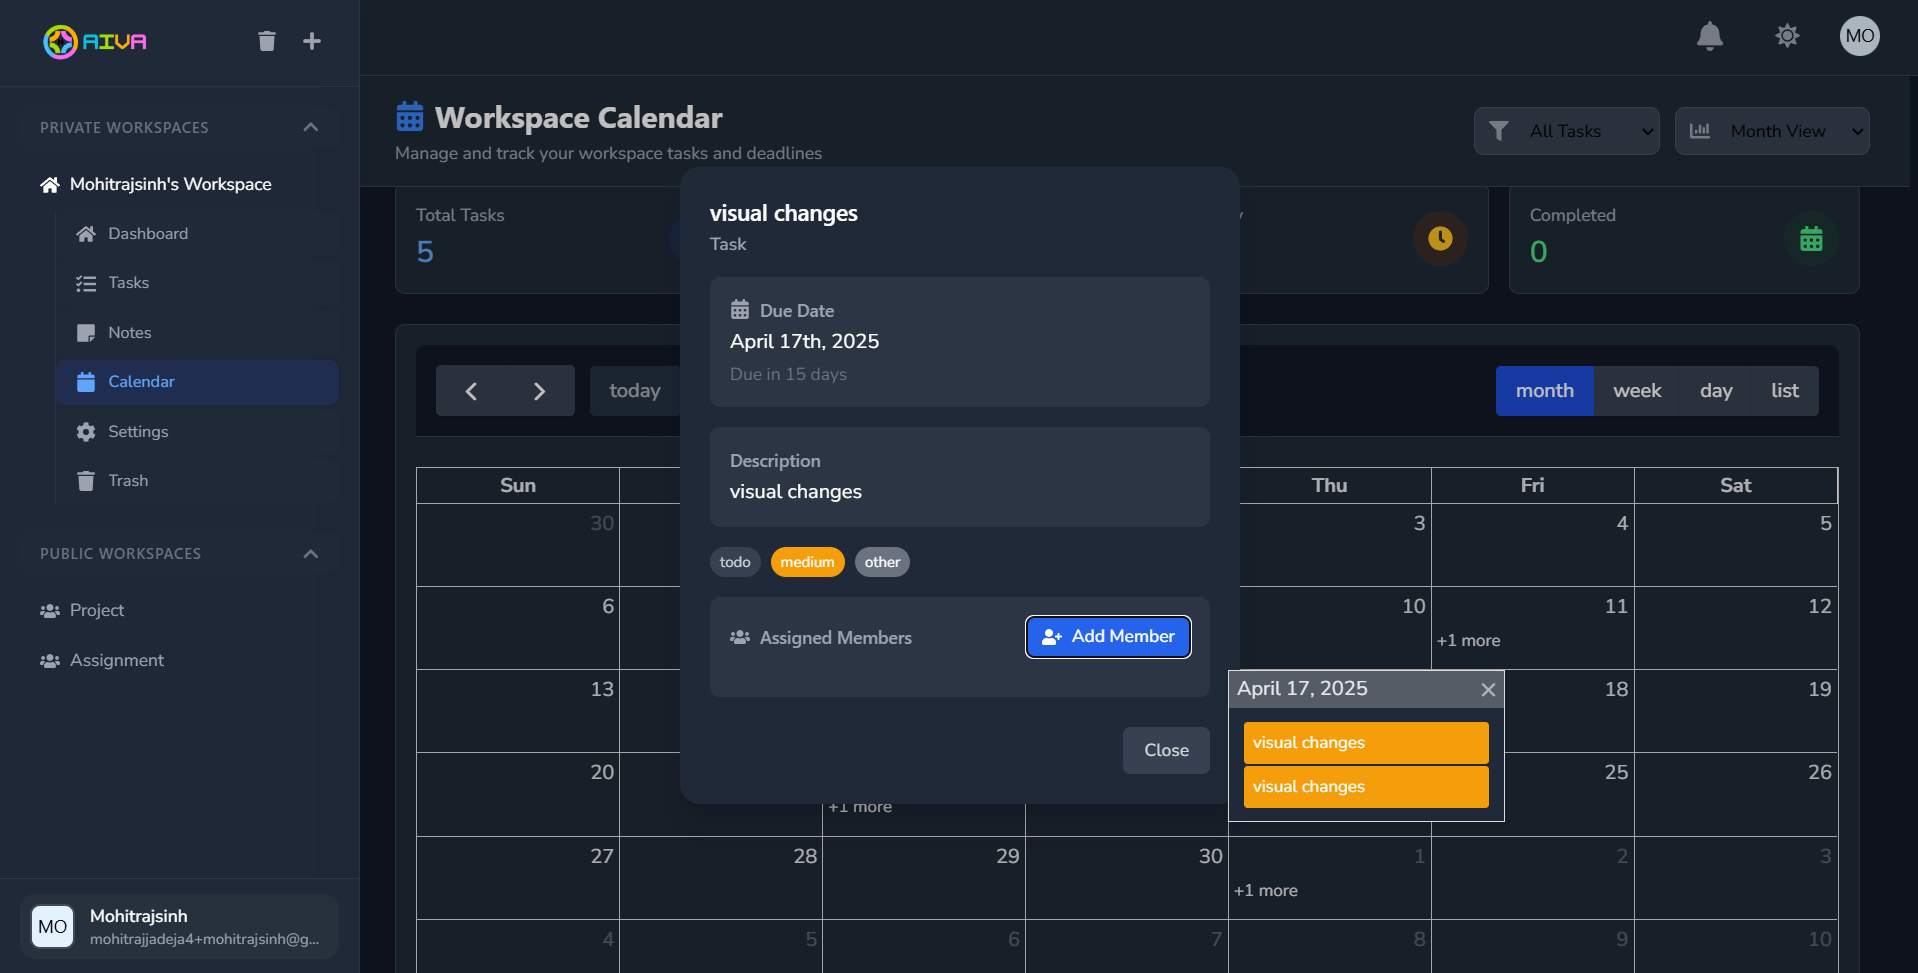 AIVA
MO
PRIVATE WORKSPACES
Mohitrajsinh's Workspace
Dashboard
Tasks
Notes
Calendar
Settings
Trash
PUBLIC WORKSPACES
Project
Assignment
MO
Mohitrajsinh
mohitrajjadeja4+mohitrajsinh@g...
Workspace Calendar
Manage and track your workspace tasks and deadlines
All Tasks
Month View
Total Tasks
5
Completed
0
today
month week day list
Sun Thu Fri Sat
30 3 4 5
6 10 11 12
+1 more
13 18 19
20 25 26
+1 more
27 28 29 30 1 2 3
+1 more
4 5 6 7 8 9 10
visual changes
Task
Due Date
April 17th, 2025
Due in 15 days
Description
visual changes
todo medium other
Assigned Members
Add Member
Close
April 17, 2025
visual changes
visual changes